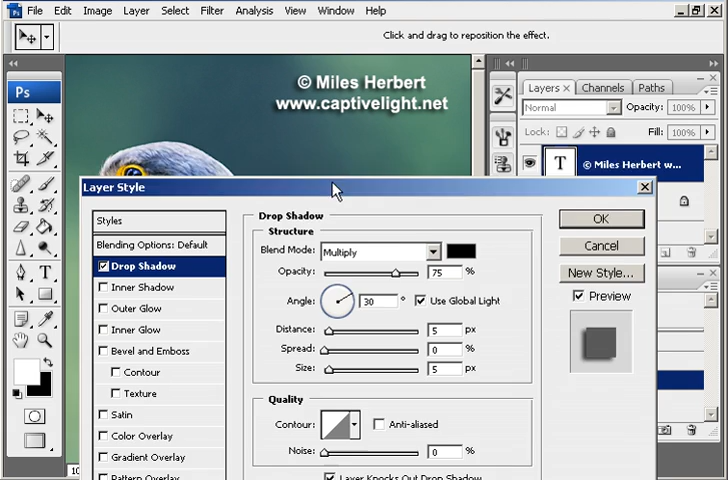 File Edit Image Layer Select Filter Analysis View Window Help
Click and drag to reposition the effect.
Ps
© Miles Herbert
www.captivelight.net
Layers × Channels Paths
Normal Opacity: 100%
Lock: Fill: 100%
T © Miles Herbert w...
Layer Style
Styles
Blending Options: Default
Drop Shadow
Inner Shadow
Outer Glow
Inner Glow
Bevel and Emboss
Contour
Texture
Satin
Color Overlay
Gradient Overlay
Pattern Overlay
Drop Shadow
Structure
Blend Mode: Multiply
Opacity: 75 %
Angle: 30 ° Use Global Light
Distance: 5 px
Spread: 0 %
Size: 5 px
Quality
Contour: Anti-aliased
Noise: 0 %
Layer Knocks Out Drop Shadow
OK
Cancel
New Style...
Preview